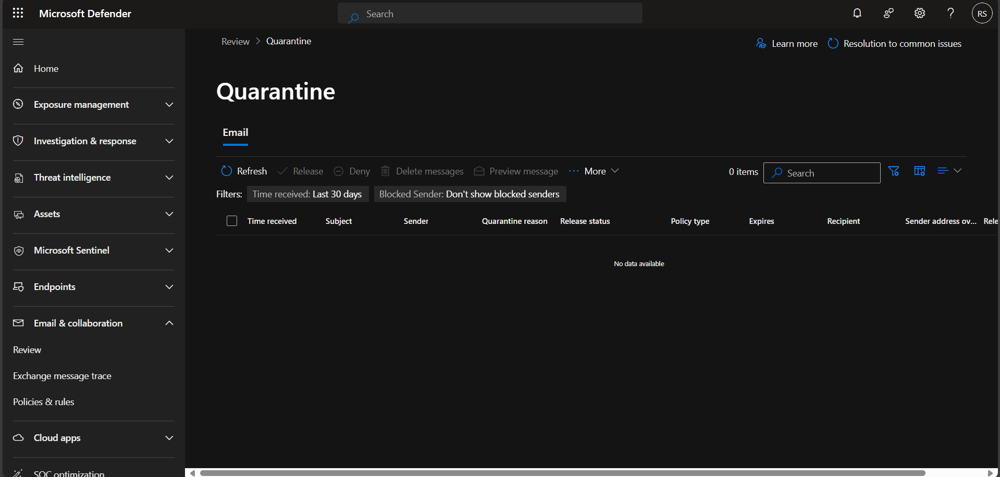 Microsoft Defender
Search
RS
Review > Quarantine
Learn more
Resolution to common issues
Home
Quarantine
Exposure management
Email
Investigation & response
Refresh Release Deny Delete messages Preview message ··· More
0 items Search
Threat intelligence
Filters: Time received: Last 30 days Blocked Sender: Don't show blocked senders
Assets
Time received Subject Sender Quarantine reason Release status Policy type Expires Recipient Sender address ov... Rele
Microsoft Sentinel
No data available
Endpoints
Email & collaboration
Review
Exchange message trace
Policies & rules
Cloud apps
SOC optimization